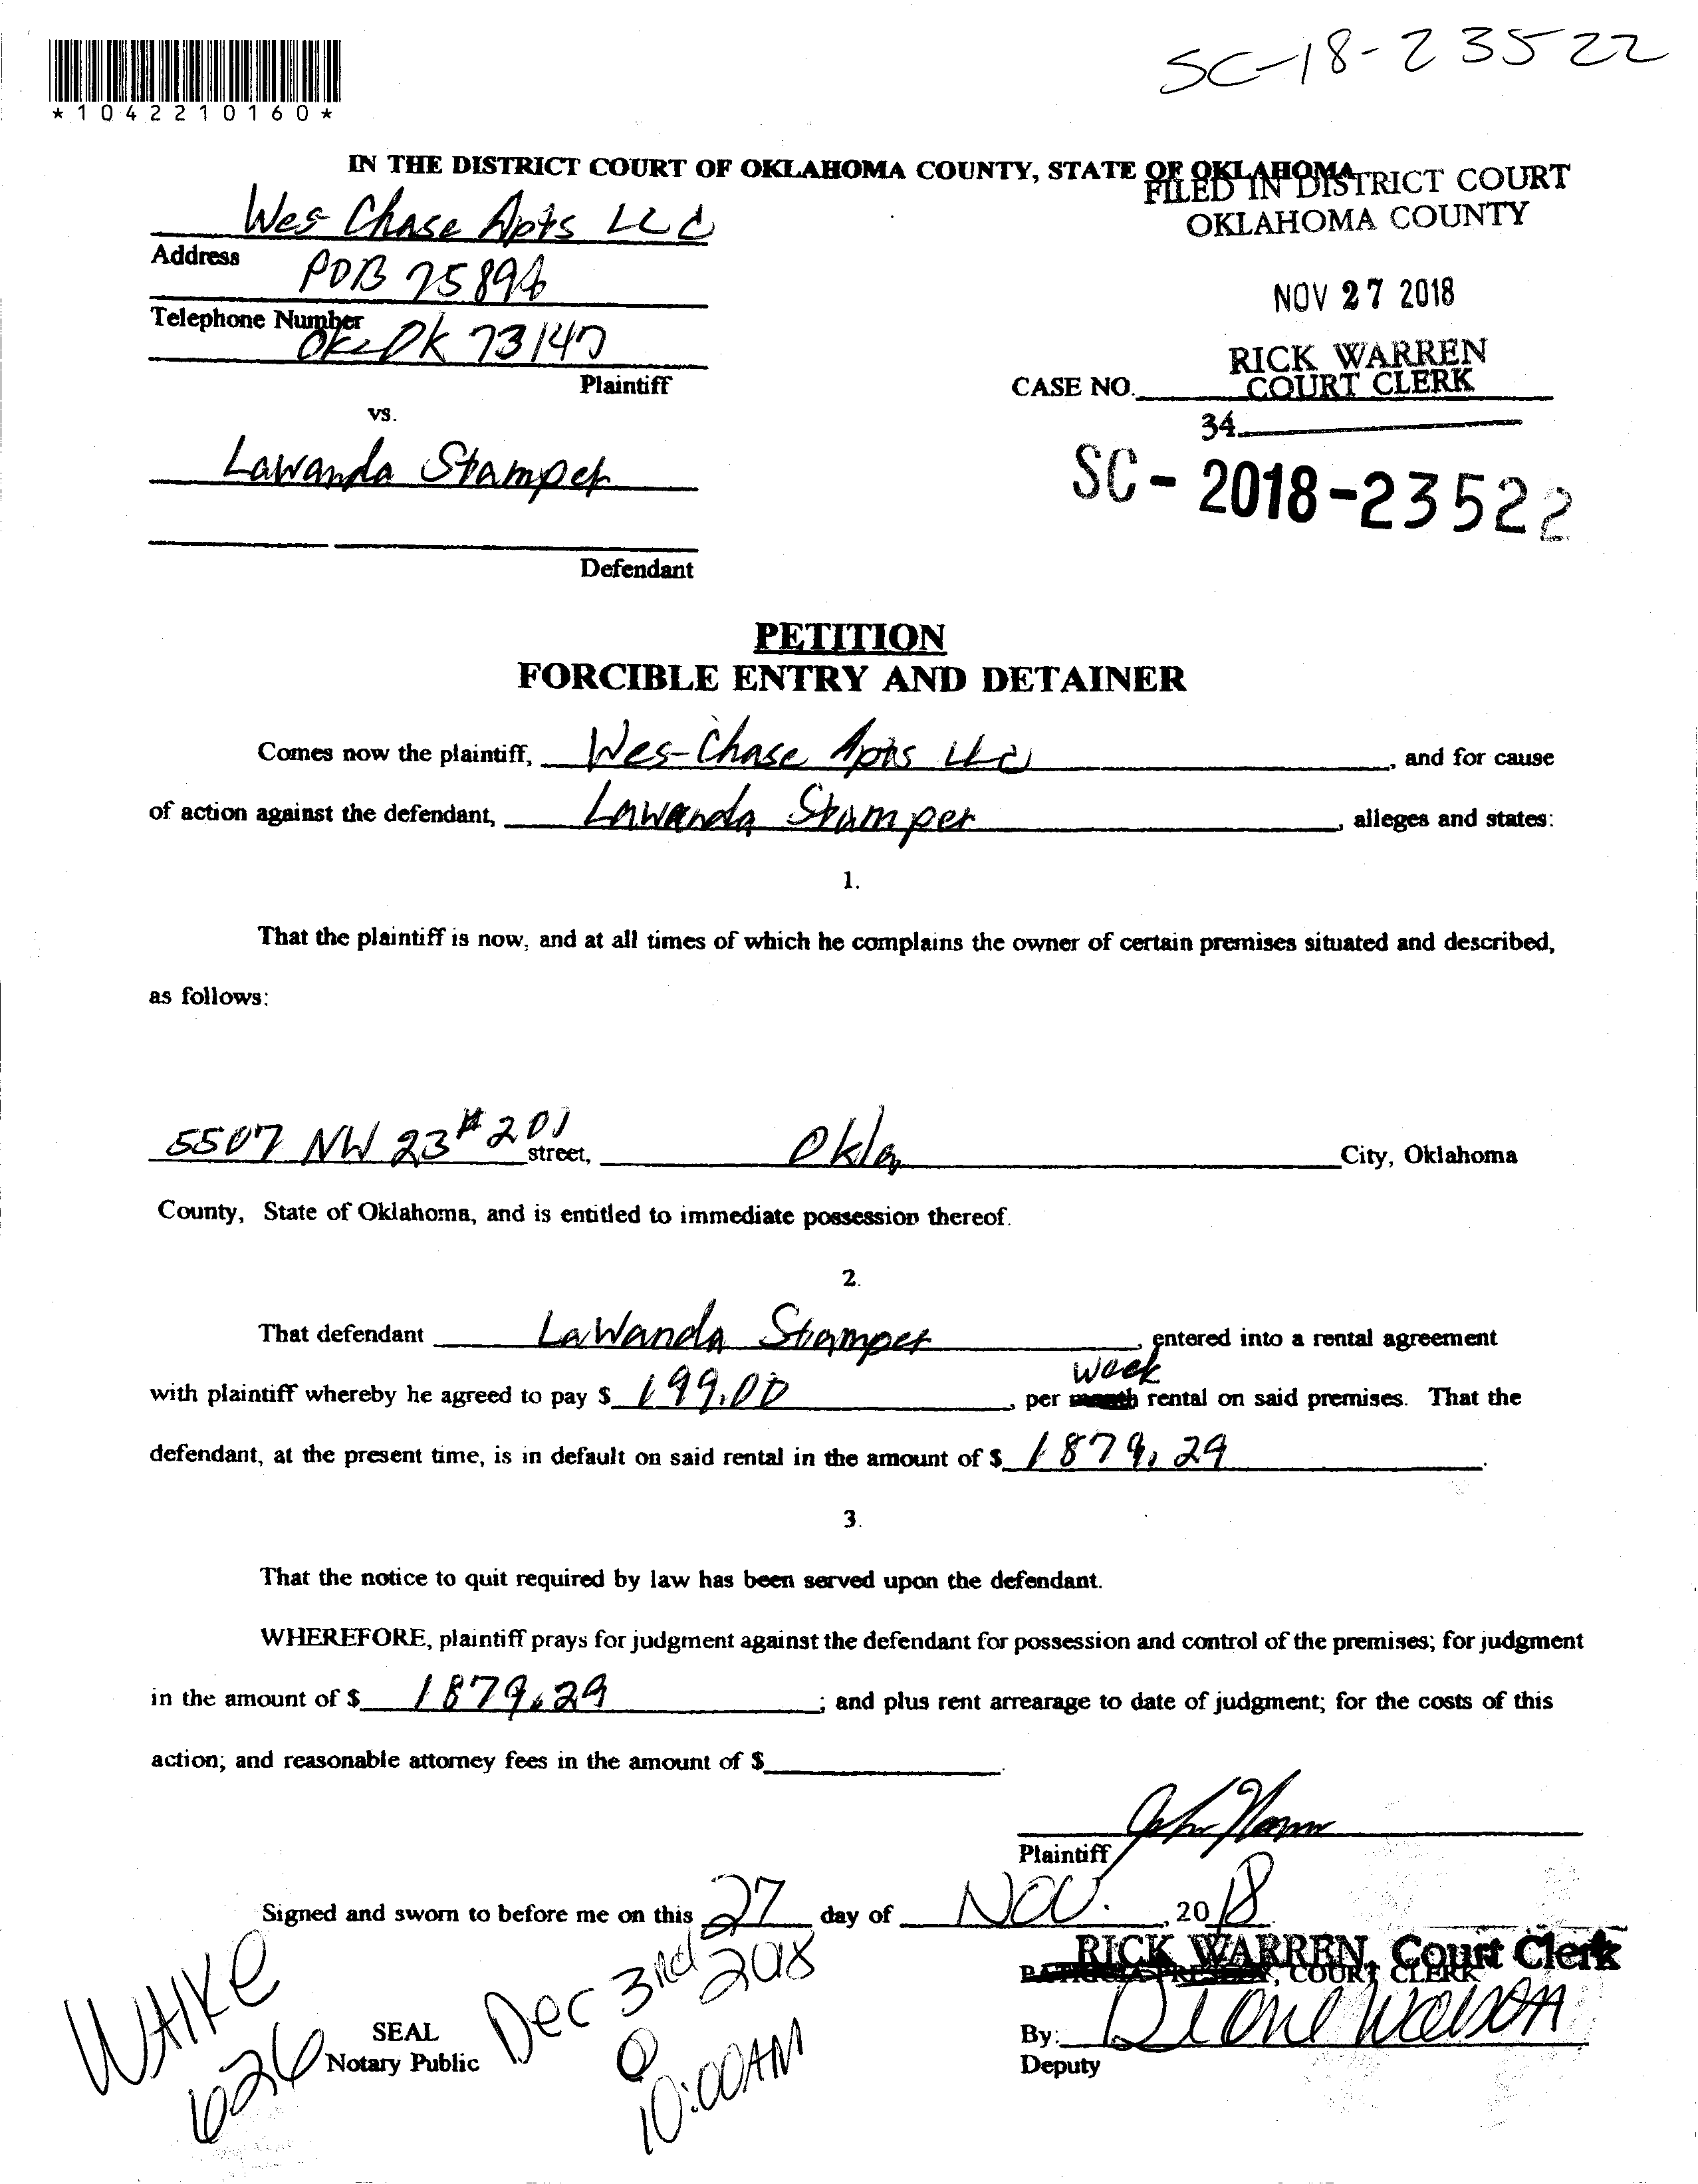 SC-18-23522
*1042210160*
IN THE DISTRICT COURT OF OKLAHOMA COUNTY, STATE OF OKLAHOMA
FILED IN DISTRICT COURT
OKLAHOMA COUNTY
Wes-Chase Apts LLC
Address
POB 75894
NOV 27 2018
Telephone Number
OKC OK 73147
RICK WARREN
COURT CLERK
Plaintiff
CASE NO.
vs.
34
Lawanda Stamper
SC-2018-23522
Defendant
PETITION
FORCIBLE ENTRY AND DETAINER
Comes now the plaintiff, Wes-Chase Apts LLC, and for cause
of action against the defendant, Lawanda Stamper, alleges and states:
1.
That the plaintiff is now, and at all times of which he complains the owner of certain premises situated and described,
as follows:
5507 NW 23 #201 street, Okla City, Oklahoma
County, State of Oklahoma, and is entitled to immediate possession thereof.
2.
That defendant LaWanda Stamper, entered into a rental agreement
week
with plaintiff whereby he agreed to pay $ 199.00, per month rental on said premises. That the
defendant, at the present time, is in default on said rental in the amount of $ 1879.29.
3.
That the notice to quit required by law has been served upon the defendant.
WHEREFORE, plaintiff prays for judgment against the defendant for possession and control of the premises; for judgment
in the amount of $ 1879.29; and plus rent arrearage to date of judgment; for the costs of this
action; and reasonable attorney fees in the amount of $.
Plaintiff
Signed and sworn to before me on this 27 day of Nov., 2018
RICK WARREN, Court Clerk
, COURT CLERK
Dec 3rd
2018
@
10:00AM
626
SEAL
Notary Public
By:
Deputy